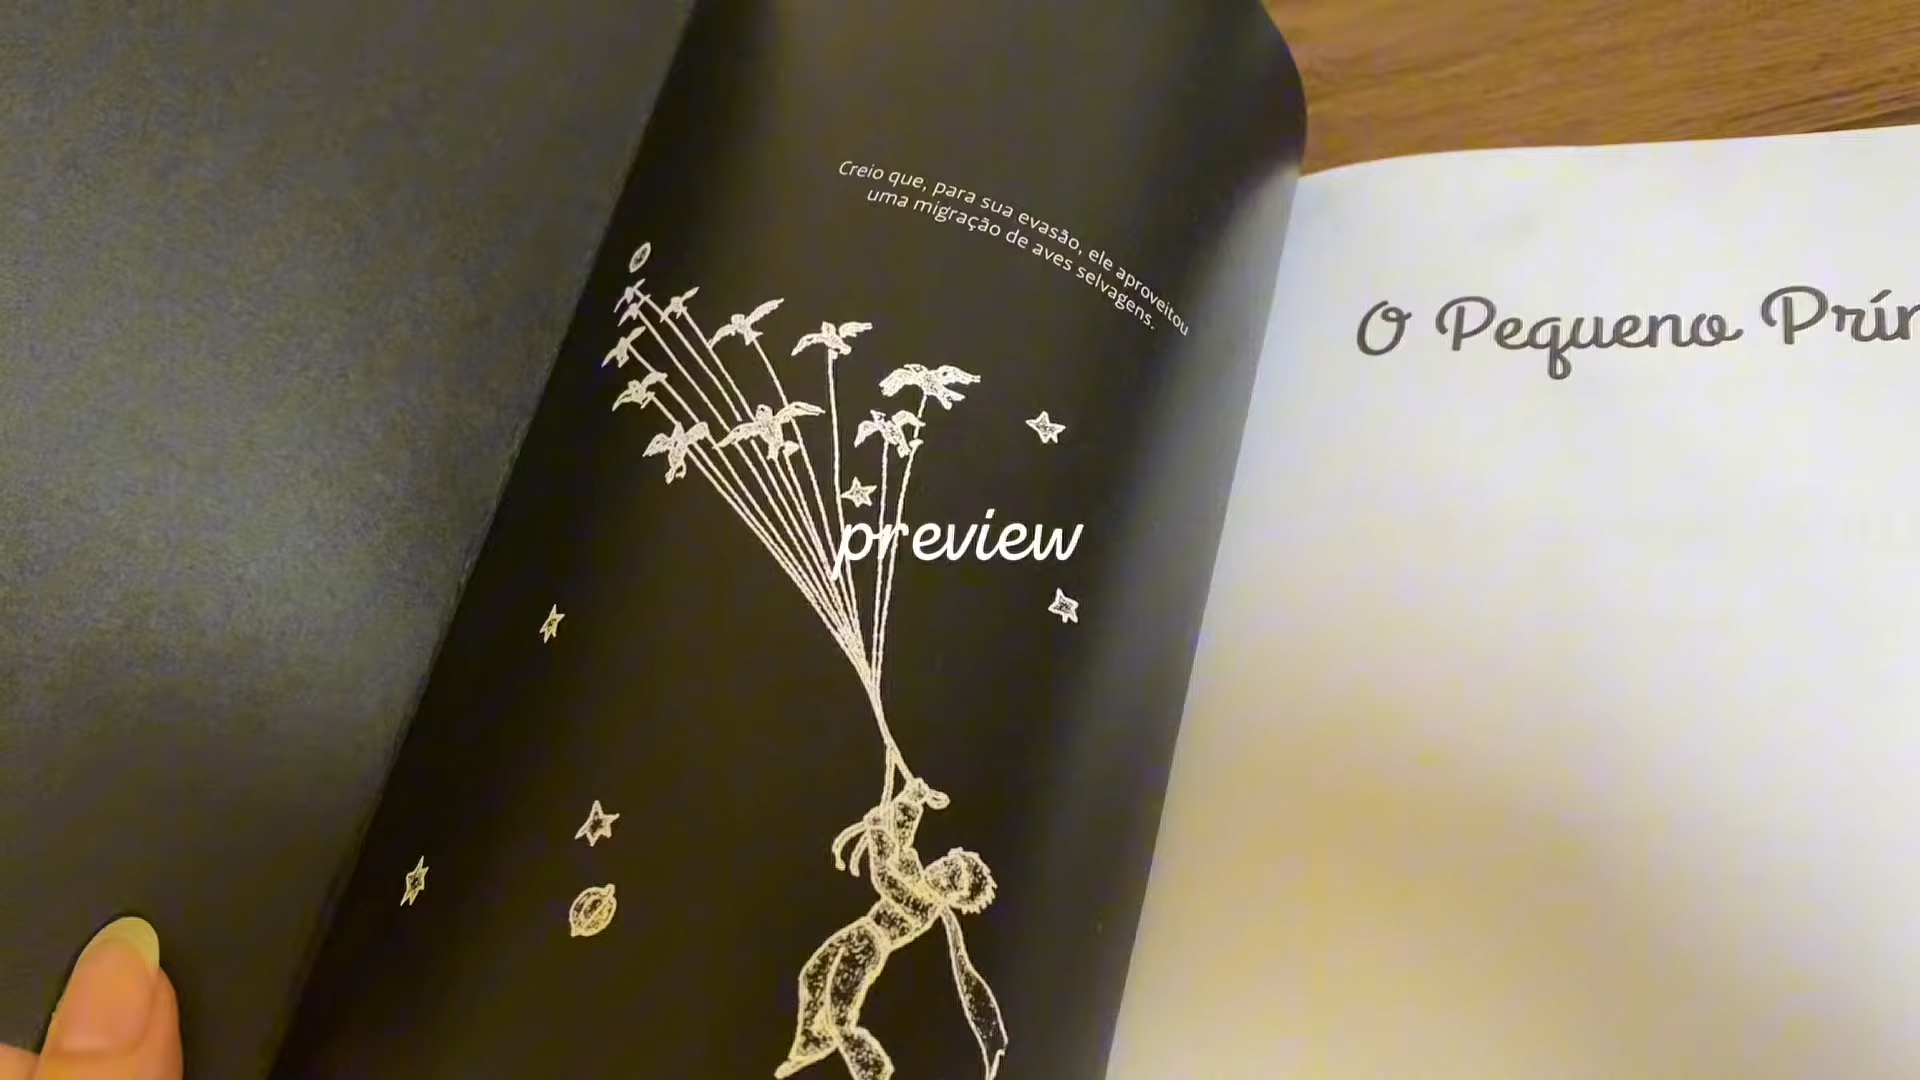 Creio que, para sua evasão, ele aproveitou
uma migração de aves selvagens.
preview
O Pequeno Prín